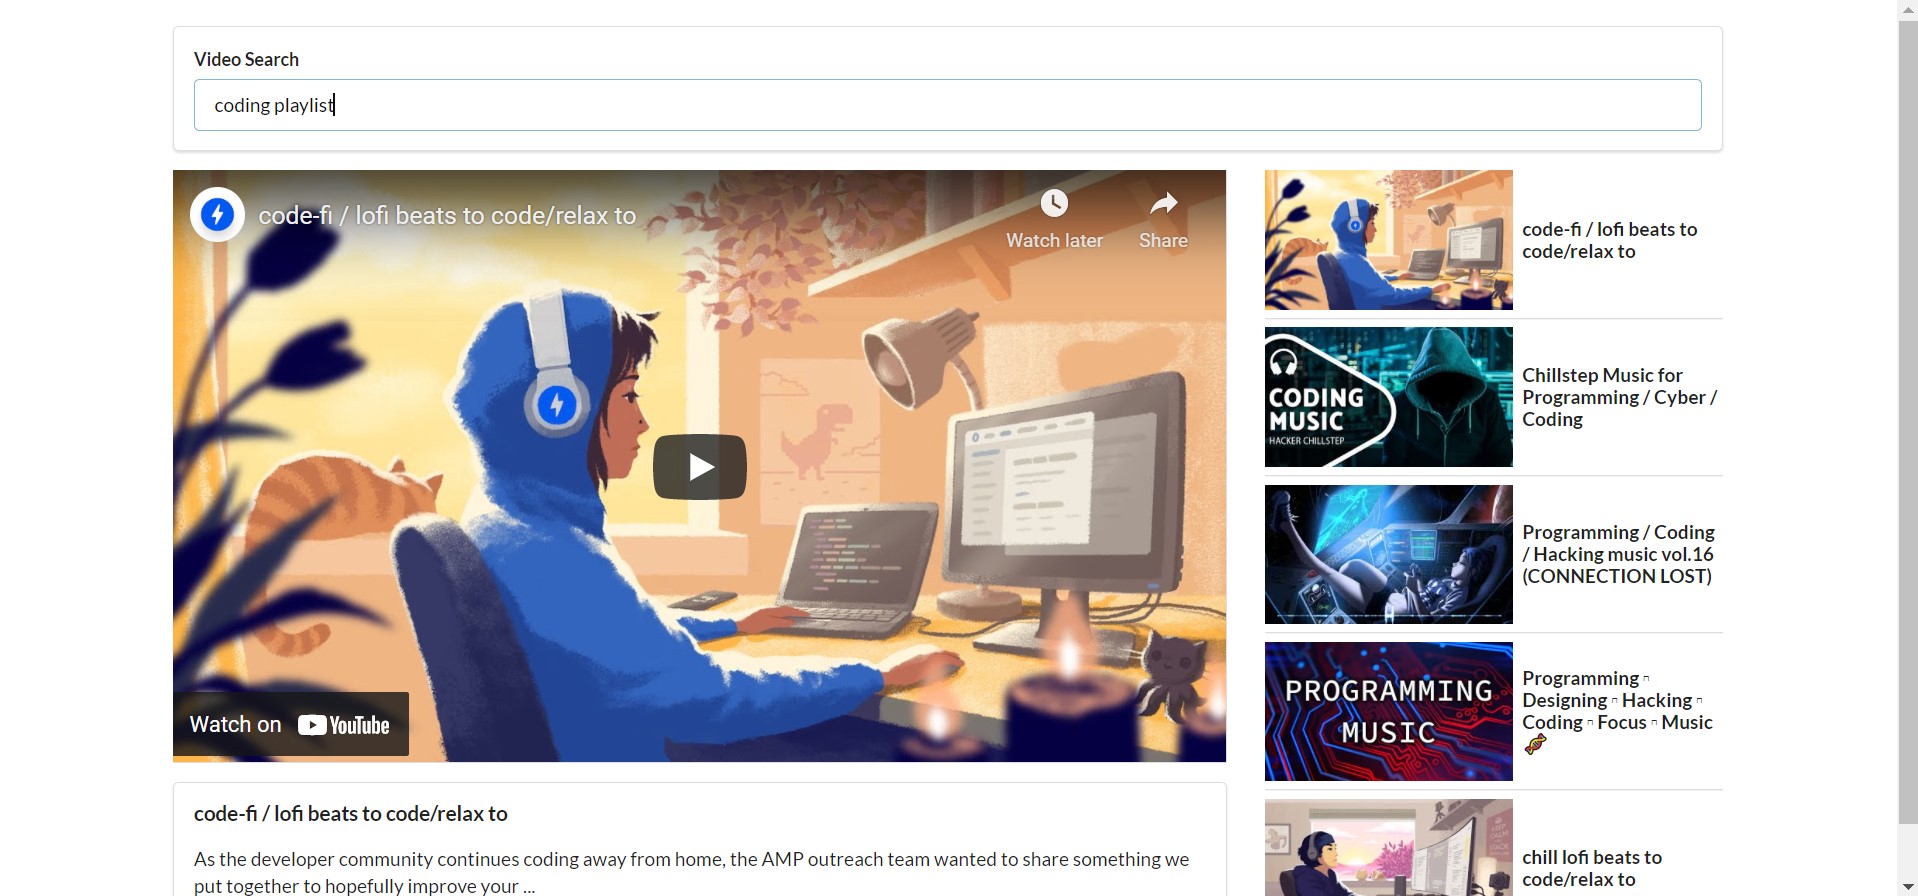 Video Search
coding playlist
code-fi / lofi beats to code/relax to
Watch later
Share
Watch on YouTube
code-fi / lofi beats to code/relax to
As the developer community continues coding away from home, the AMP outreach team wanted to share something we
put together to hopefully improve your ...
code-fi / lofi beats to
code/relax to
CODING
MUSIC
HACKER CHILLSTEP
Chillstep Music for
Programming / Cyber /
Coding
Programming / Coding
/ Hacking music vol.16
(CONNECTION LOST)
PROGRAMMING
MUSIC
Programming
Designing Hacking
Coding Focus Music
KEEP
CALM
chill lofi beats to
code/relax to